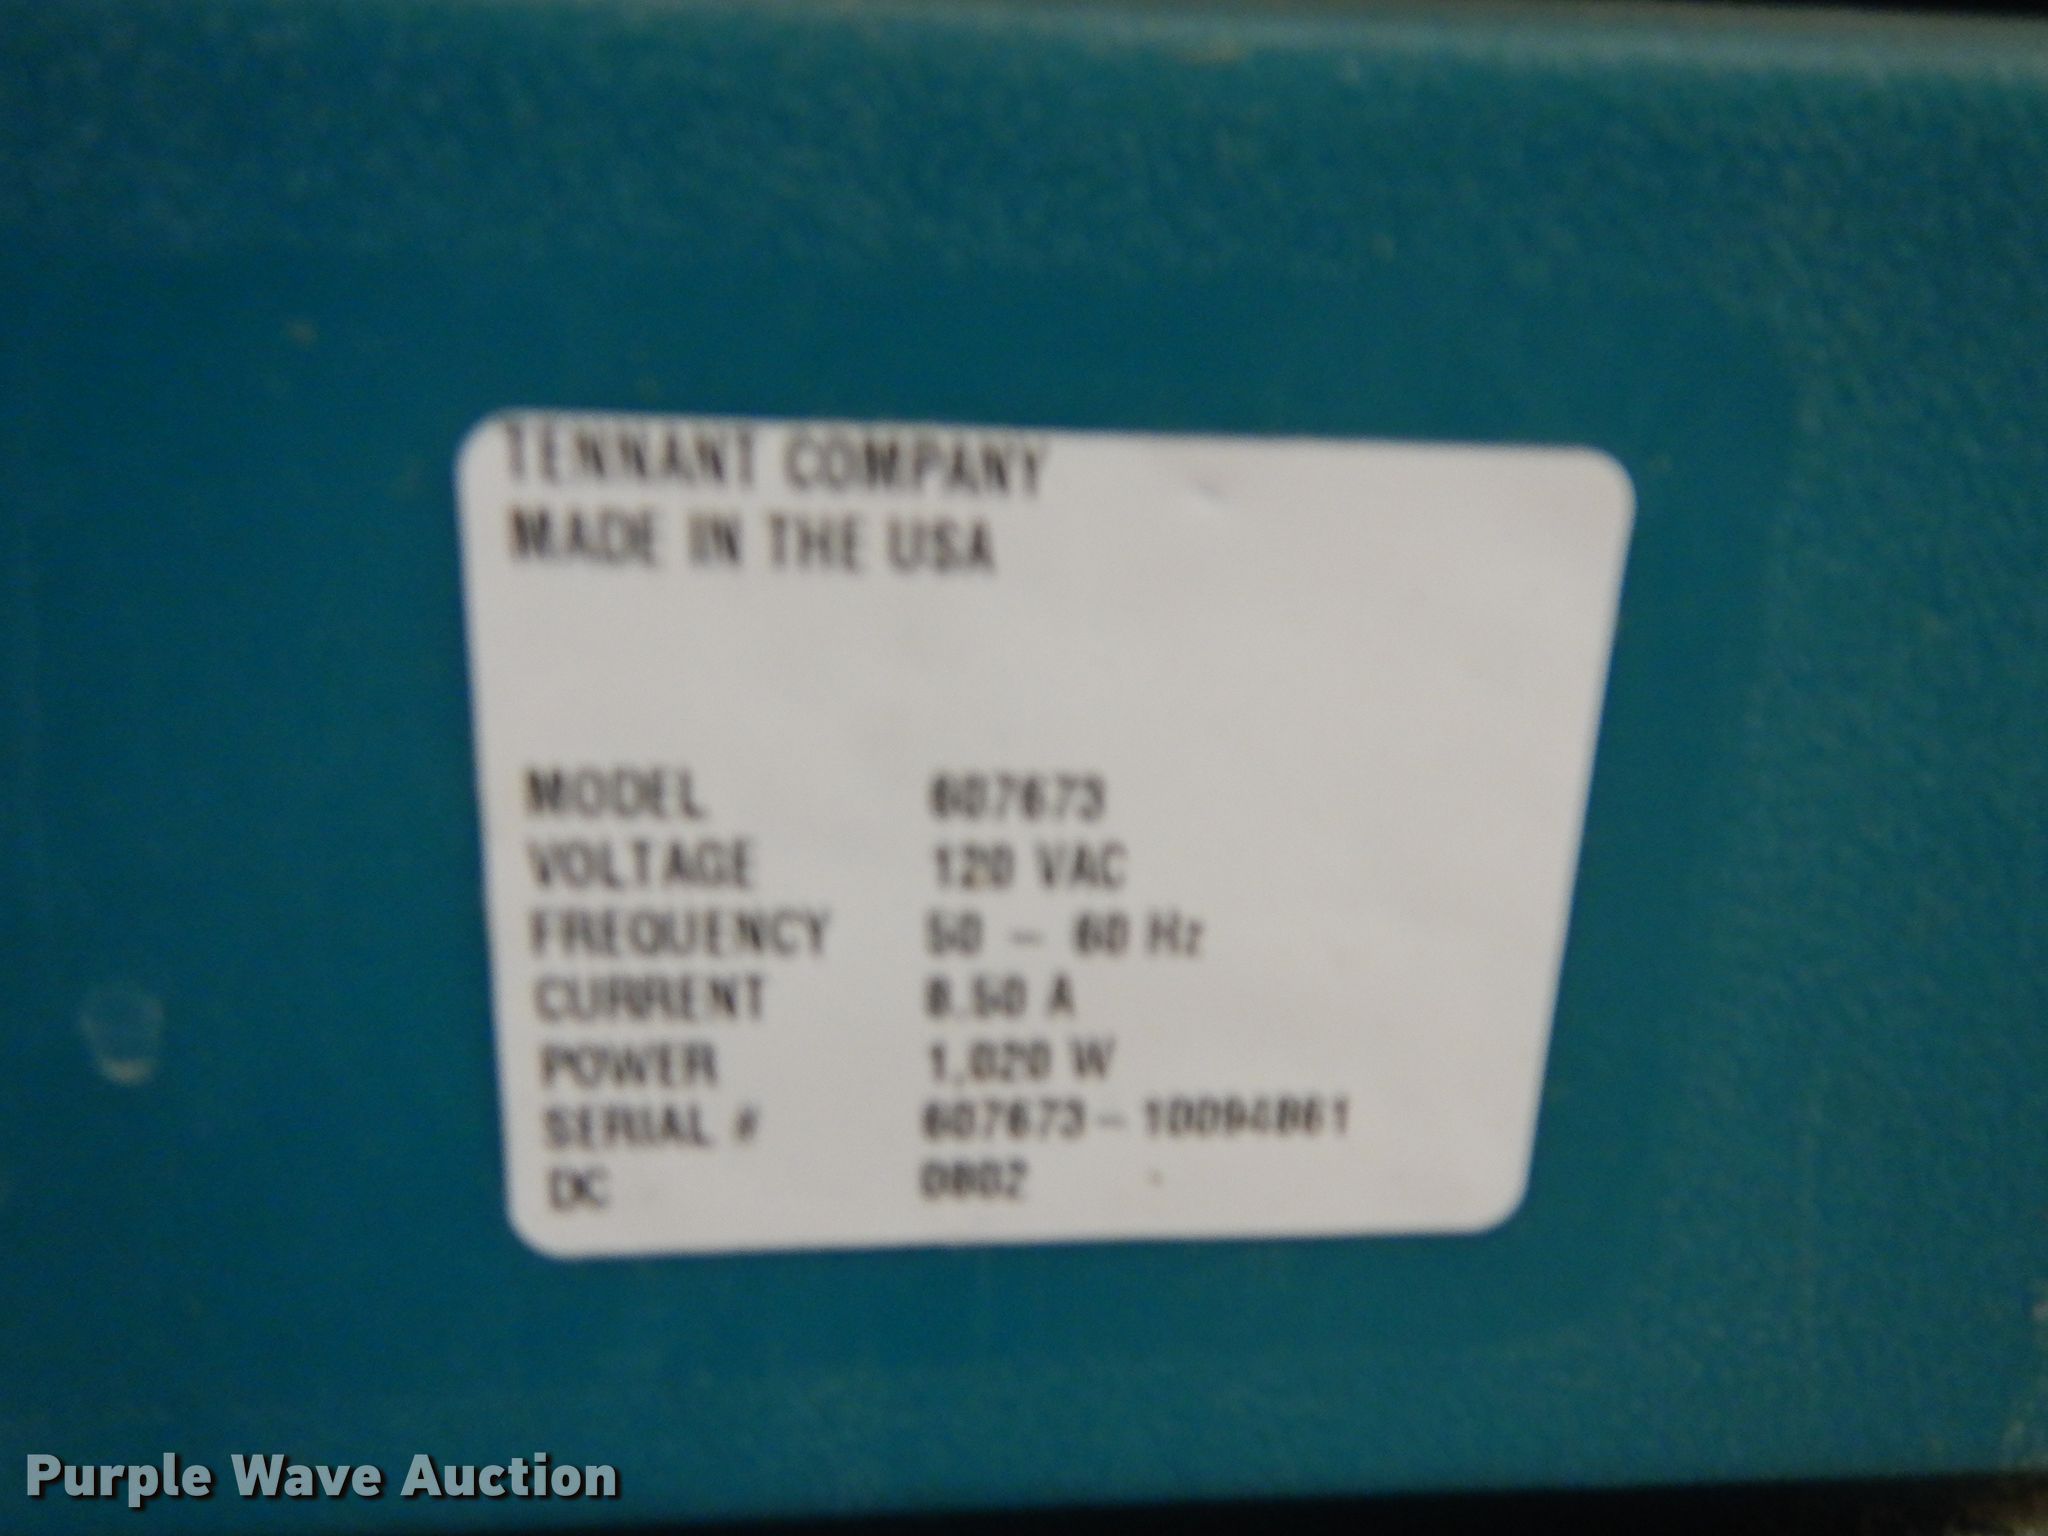 TENNANT COMPANY
MADE IN THE USA
MODEL 607673
VOLTAGE 120 VAC
FREQUENCY 50 - 60 Hz
CURRENT 8.50 A
POWER 1,020 W
SERIAL # 607673-10094861
DC 0802
Purple Wave Auction